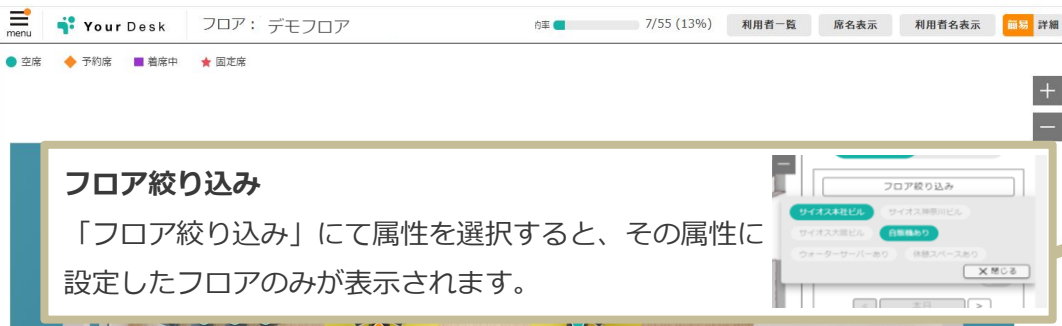 menu
Your Desk
フロア： デモフロア
約率
7/55 (13%)
利用者一覧
席名表示
利用者名表示
簡易
詳細
空席
予約席
着席中
固定席
+
−
フロア絞り込み
「フロア絞り込み」にて属性を選択すると、その属性に
設定したフロアのみが表示されます。
−
フロア絞り込み
サイオス本社ビル
サイオス神奈川ビル
サイオス大阪ビル
自販機あり
ウォーターサーバーあり
休憩スペースあり
× 閉じる
<
本日
>